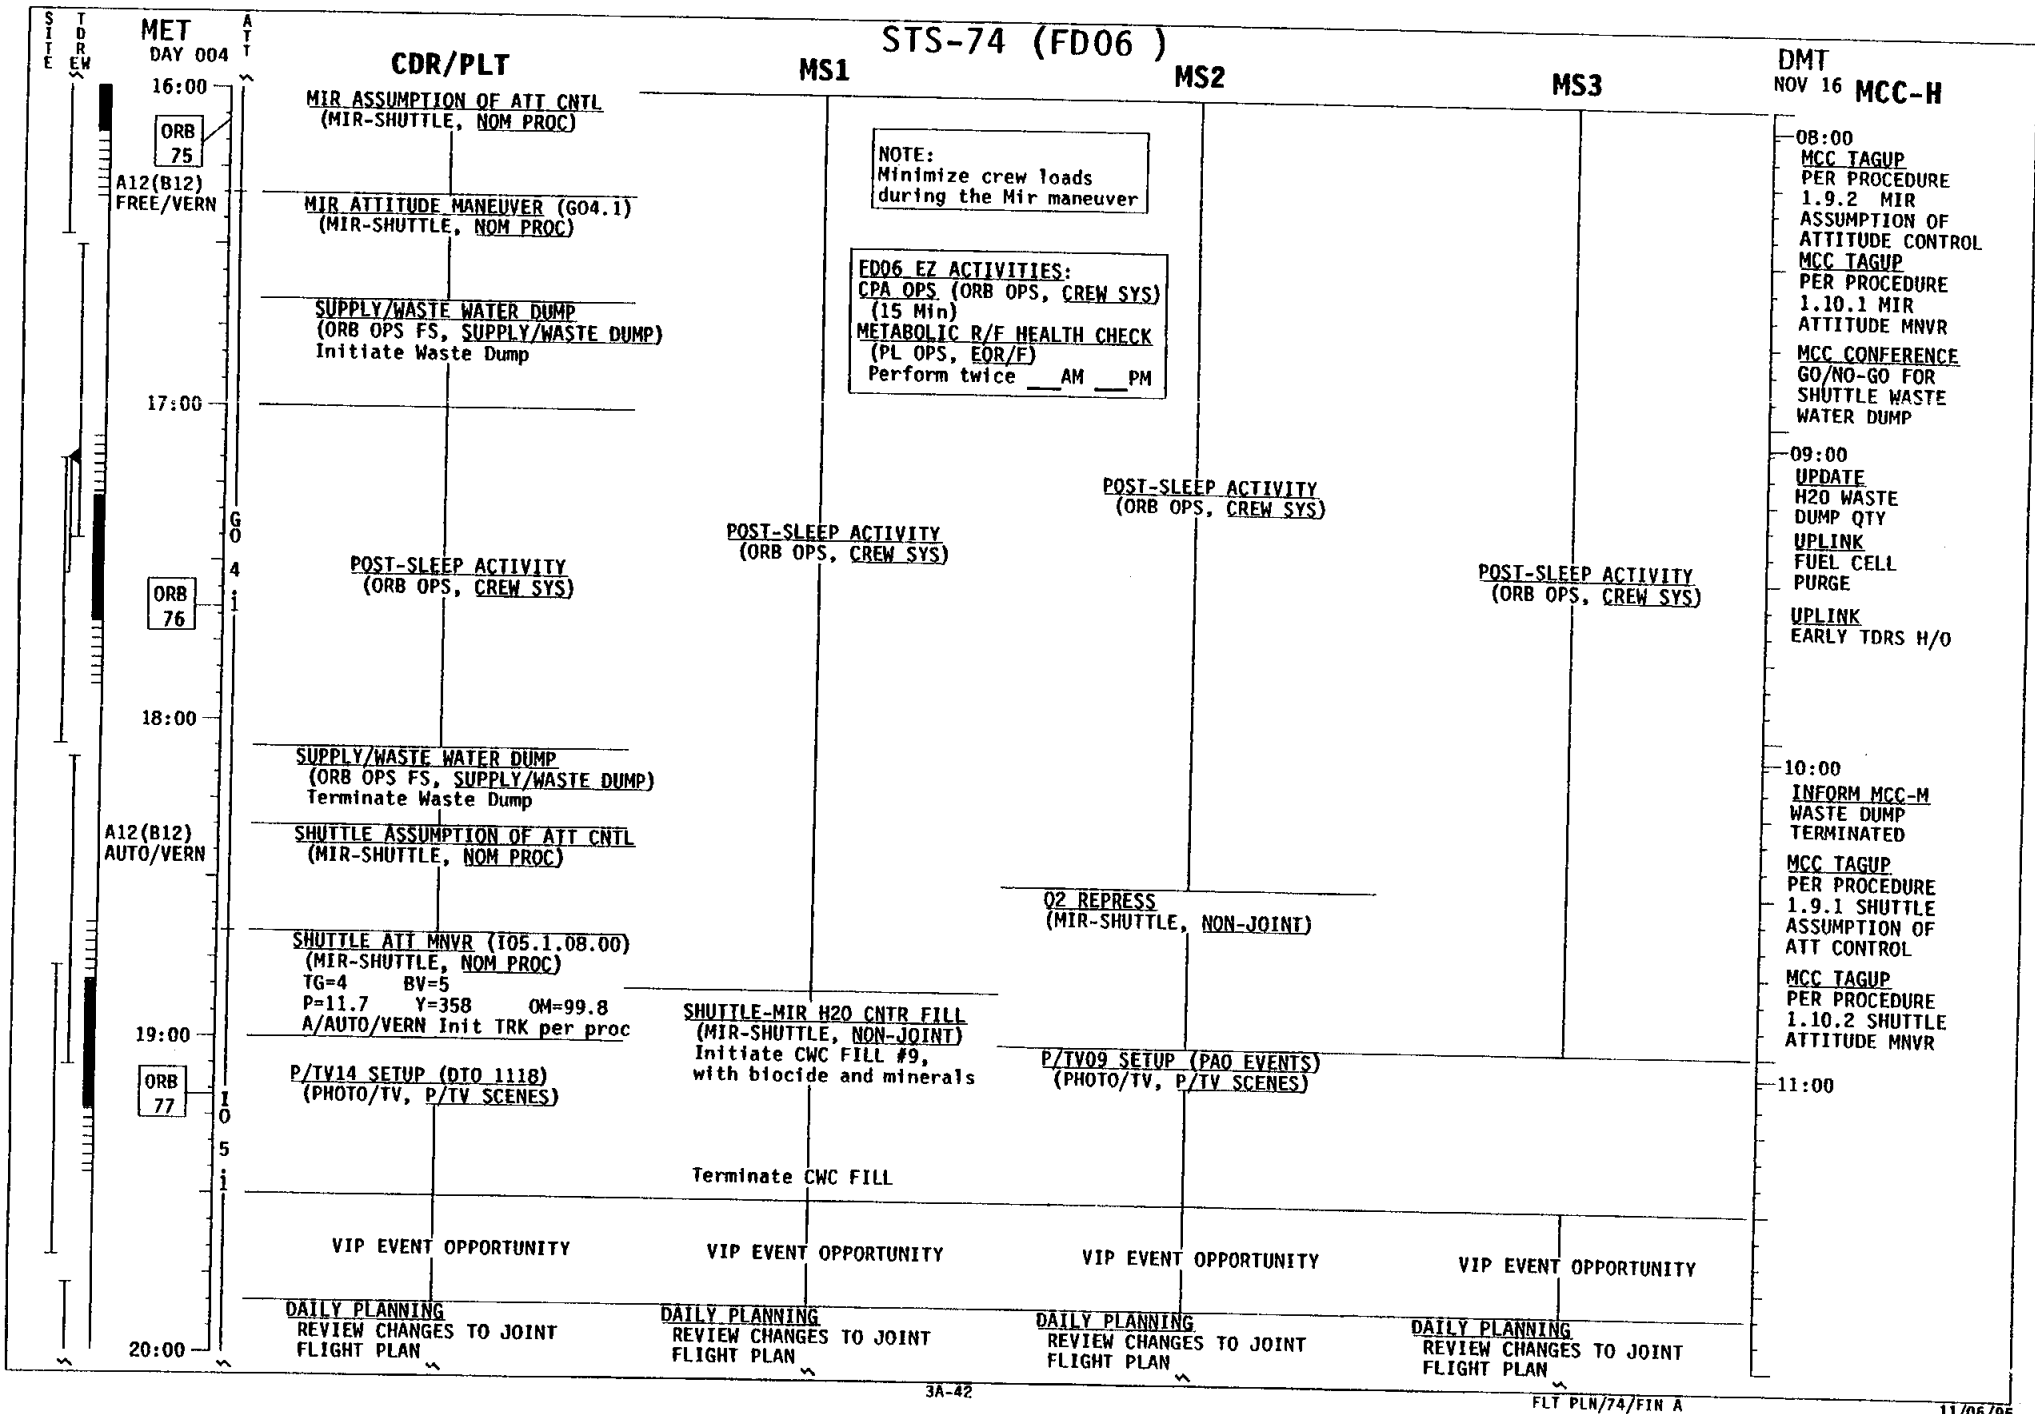 STS-74 (FD06 )
SITE
TDRE
EW
MET
DAY 004
ATT
CDR/PLT
MS1
MS2
MS3
DMT
NOV 16 MCC-H
16:00
ORB
75
A12(B12)
FREE/VERN
17:00
GO
4
.
1
ORB
76
18:00
A12(B12)
AUTO/VERN
19:00
ORB
77
IO
5
.
1
20:00
MIR ASSUMPTION OF ATT CNTL
(MIR-SHUTTLE, NOM PROC)
MIR ATTITUDE MANEUVER (GO4.1)
(MIR-SHUTTLE, NOM PROC)
SUPPLY/WASTE WATER DUMP
(ORB OPS FS, SUPPLY/WASTE DUMP)
Initiate Waste Dump
POST-SLEEP ACTIVITY
(ORB OPS, CREW SYS)
SUPPLY/WASTE WATER DUMP
(ORB OPS FS, SUPPLY/WASTE DUMP)
Terminate Waste Dump
SHUTTLE ASSUMPTION OF ATT CNTL
(MIR-SHUTTLE, NOM PROC)
SHUTTLE ATT MNVR (IO5.1.08.00)
(MIR-SHUTTLE, NOM PROC)
TG=4 BV=5
P=11.7 Y=358 OM=99.8
A/AUTO/VERN Init TRK per proc
P/TV14 SETUP (DTO 1118)
(PHOTO/TV, P/TV SCENES)
VIP EVENT OPPORTUNITY
DAILY PLANNING
REVIEW CHANGES TO JOINT
FLIGHT PLAN
NOTE:
Minimize crew loads
during the Mir maneuver
FD06 EZ ACTIVITIES:
CPA OPS (ORB OPS, CREW SYS)
(15 Min)
METABOLIC R/F HEALTH CHECK
(PL OPS, EOR/F)
Perform twice ___AM ___PM
POST-SLEEP ACTIVITY
(ORB OPS, CREW SYS)
SHUTTLE-MIR H2O CNTR FILL
(MIR-SHUTTLE, NON-JOINT)
Initiate CWC FILL #9,
with biocide and minerals
Terminate CWC FILL
VIP EVENT OPPORTUNITY
DAILY PLANNING
REVIEW CHANGES TO JOINT
FLIGHT PLAN
POST-SLEEP ACTIVITY
(ORB OPS, CREW SYS)
O2 REPRESS
(MIR-SHUTTLE, NON-JOINT)
P/TV09 SETUP (PAO EVENTS)
(PHOTO/TV, P/TV SCENES)
VIP EVENT OPPORTUNITY
DAILY PLANNING
REVIEW CHANGES TO JOINT
FLIGHT PLAN
POST-SLEEP ACTIVITY
(ORB OPS, CREW SYS)
VIP EVENT OPPORTUNITY
DAILY PLANNING
REVIEW CHANGES TO JOINT
FLIGHT PLAN
08:00
MCC TAGUP
PER PROCEDURE
1.9.2 MIR
ASSUMPTION OF
ATTITUDE CONTROL
MCC TAGUP
PER PROCEDURE
1.10.1 MIR
ATTITUDE MNVR
MCC CONFERENCE
GO/NO-GO FOR
SHUTTLE WASTE
WATER DUMP
09:00
UPDATE
H2O WASTE
DUMP QTY
UPLINK
FUEL CELL
PURGE
UPLINK
EARLY TDRS H/O
10:00
INFORM MCC-M
WASTE DUMP
TERMINATED
MCC TAGUP
PER PROCEDURE
1.9.1 SHUTTLE
ASSUMPTION OF
ATT CONTROL
MCC TAGUP
PER PROCEDURE
1.10.2 SHUTTLE
ATTITUDE MNVR
11:00
3A-42
FLT PLN/74/FIN A
11/06/95